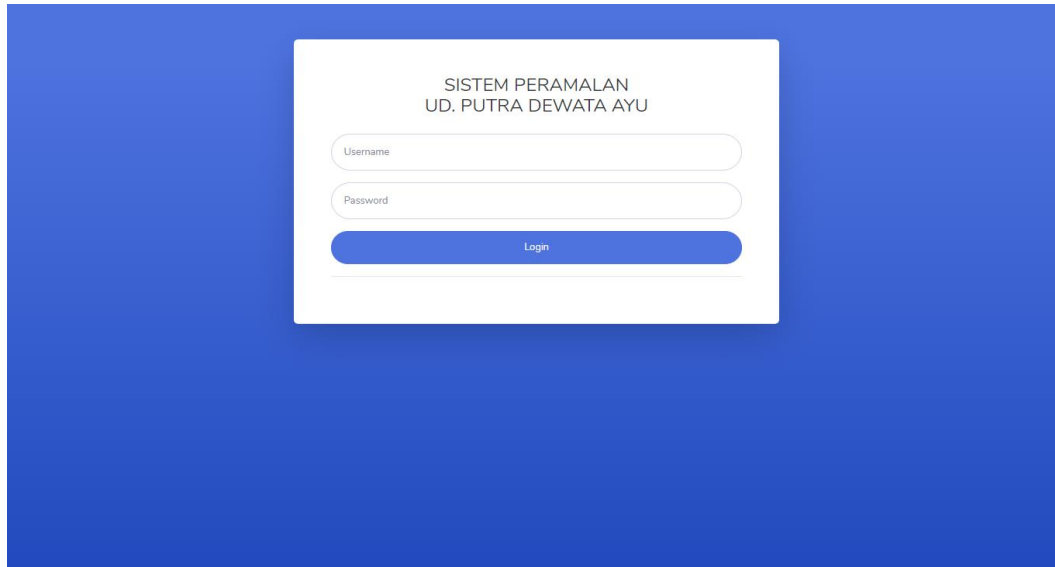 SISTEM PERAMALAN
UD. PUTRA DEWATA AYU
Username
Password
Login